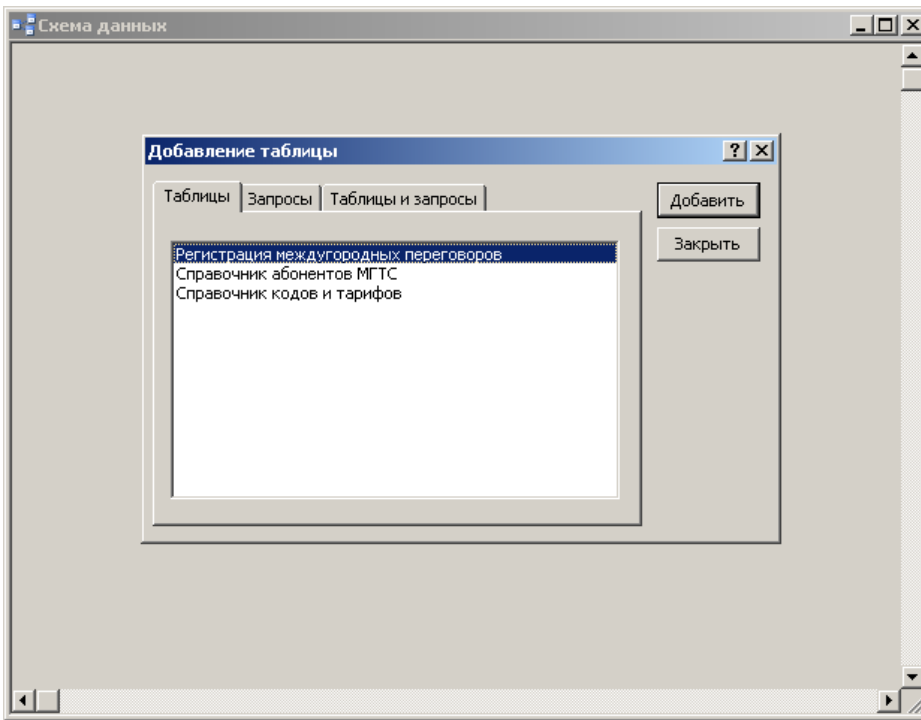 Схема данных
Добавление таблицы
Таблицы Запросы Таблицы и запросы
Добавить
Закрыть
Регистрация междугородных переговоров
Справочник абонентов МГТС
Справочник кодов и тарифов